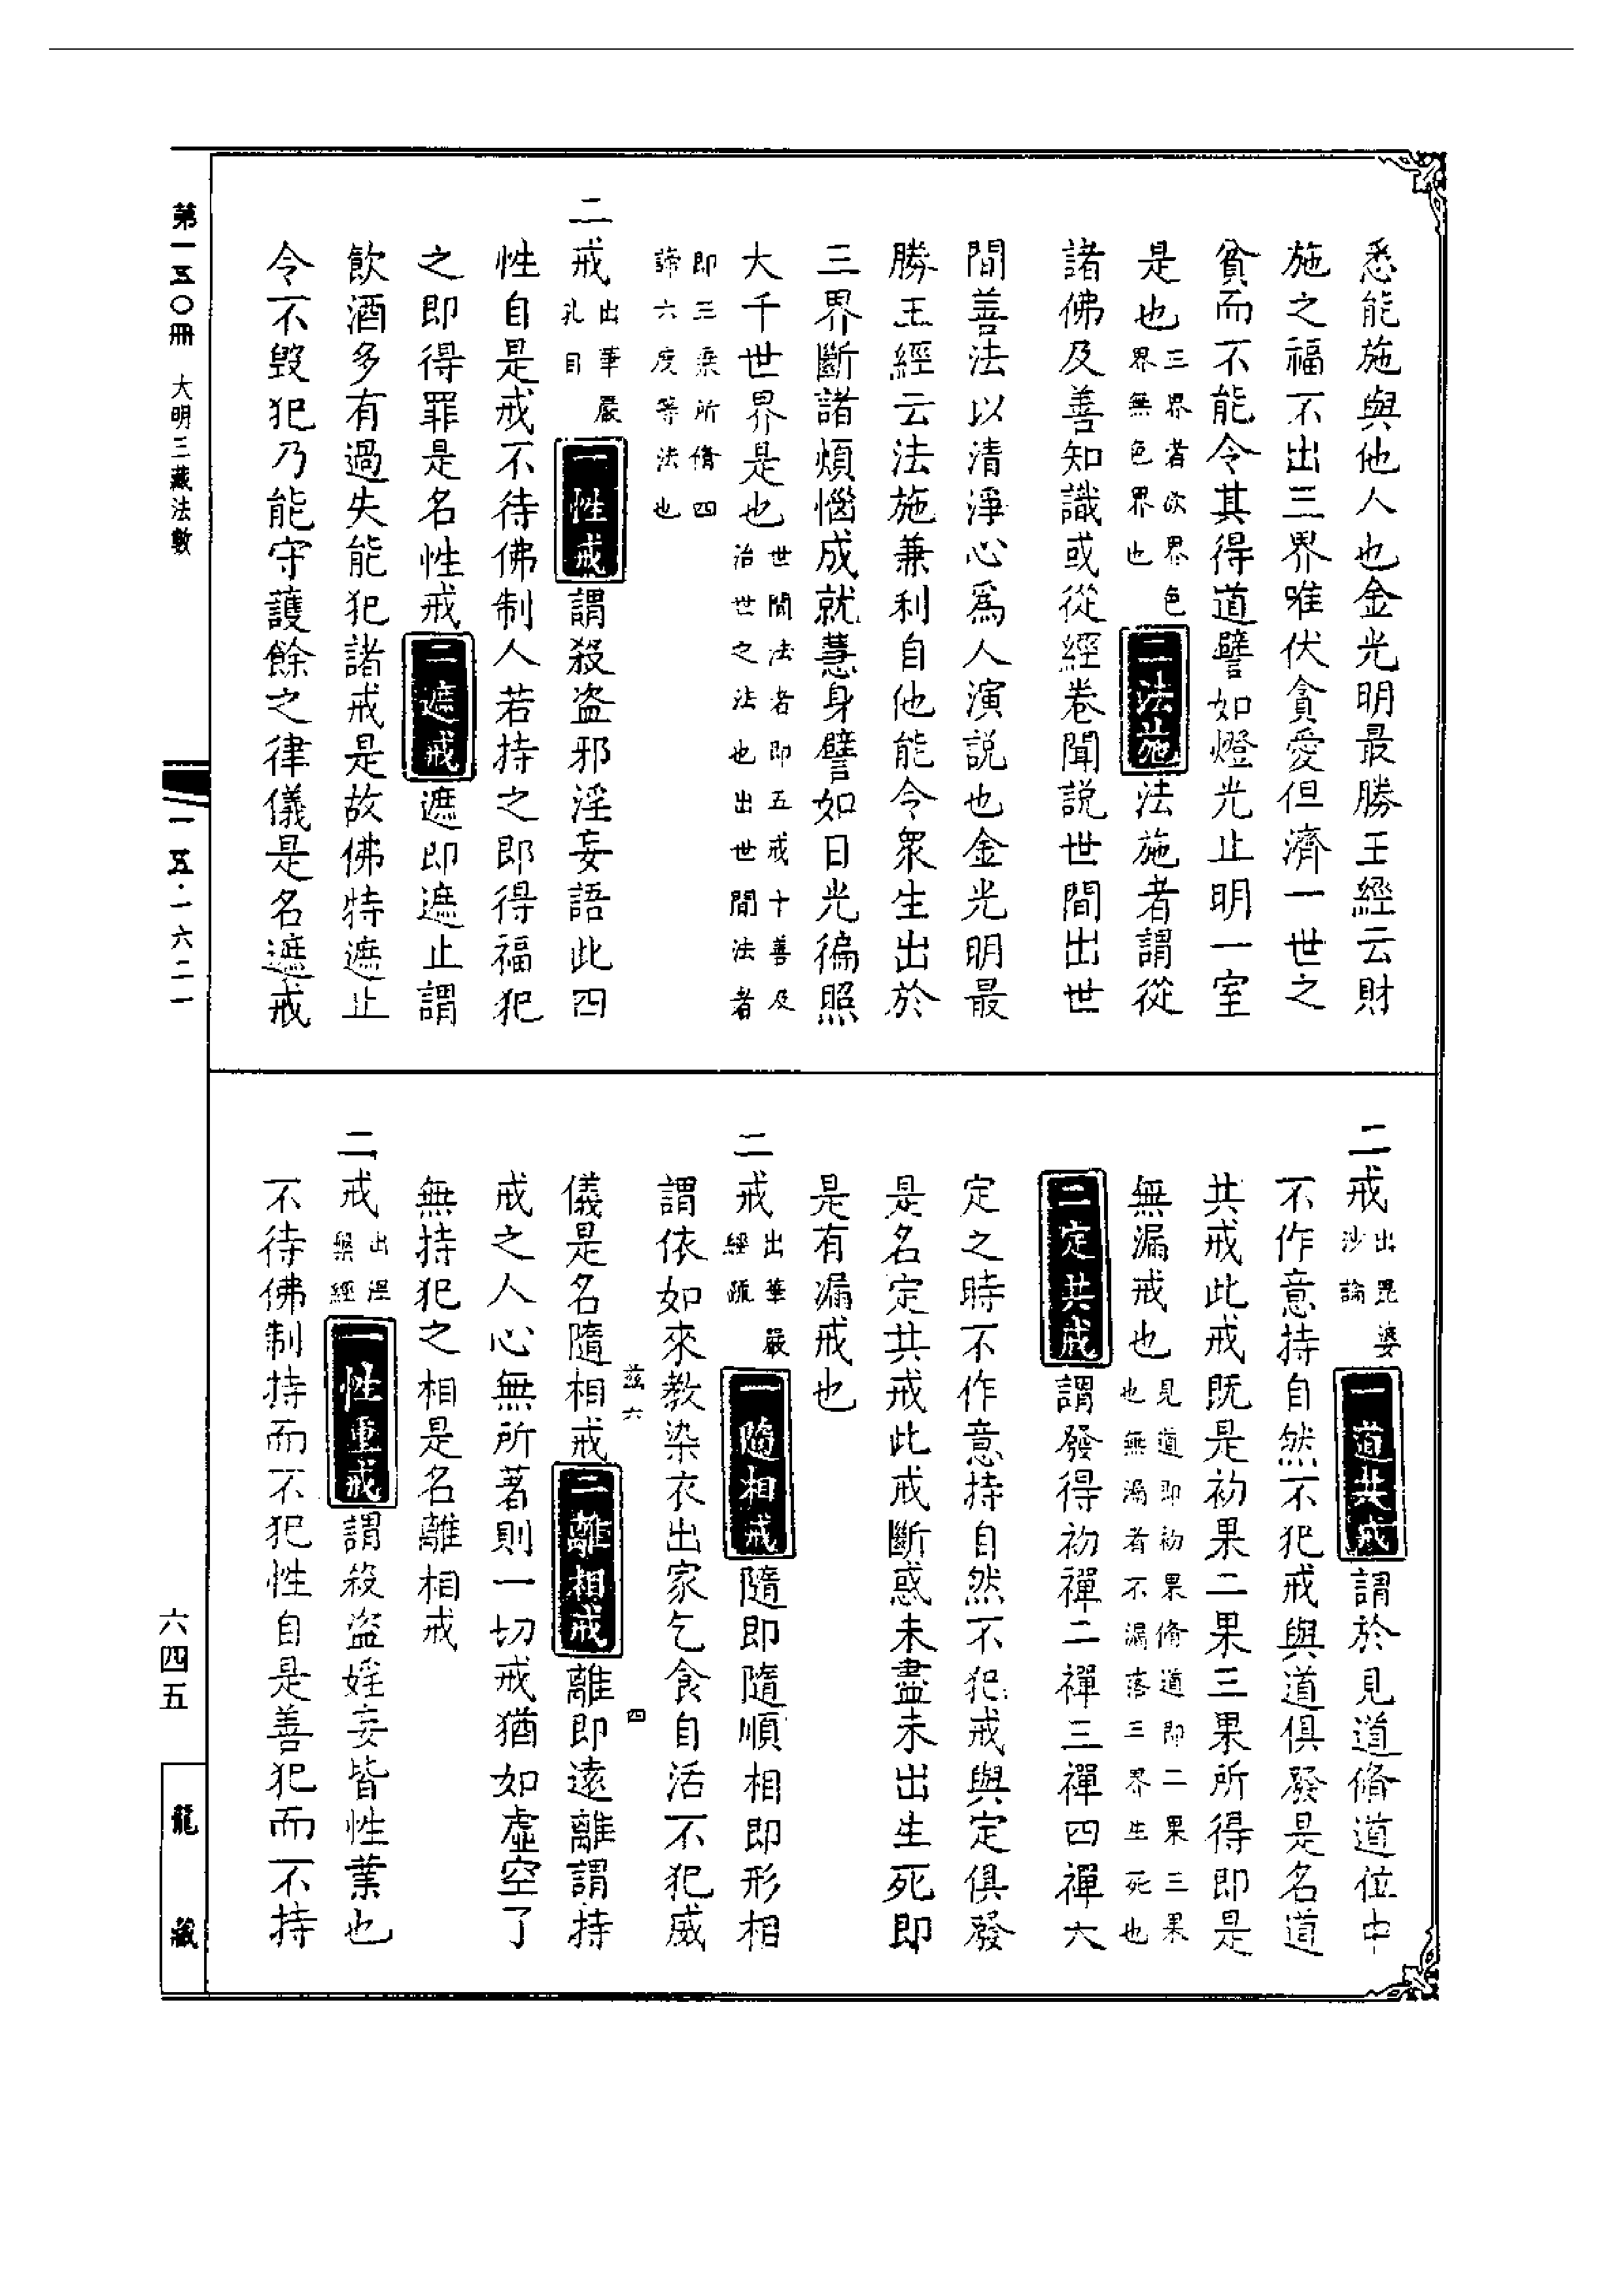 悉能施與他人也金光明最勝王經云財
施之福不出三界唯伏貪愛但濟一世之
貧而不能令其得道譬如燈光止明一室
是也三界者欲界色界無色界也二法施法施者謂從
諸佛及善知識或從經卷聞説世間出世
間善法以清淨心爲人演説也金光明最
勝王經云法施兼利自他能令衆生出於
三界斷諸煩惱成就慧身譬如日光徧照
大千世界是也世間法者即五戒十善及治世之法也出世間法者
即三乘所脩四諦六度等法也
二戒出華嚴孔目一性戒謂殺盜邪淫妄語此四
性自是戒不待佛制人若持之即得福犯
之即得罪是名性戒二遮戒遮即遮止謂
飲酒多有過失能犯諸戒是故佛特遮止
令不毀犯乃能守護餘之律儀是名遮戒
二戒出毘婆沙論一道共戒謂於見道脩道位中
不作意持自然不犯戒與道俱發是名道
共戒此戒既是初果二果三果所得即是
無漏戒也見道即初果脩道即二果三果也無漏者不漏落三界生死也
二定共戒謂發得初禪二禪三禪四禪大
定之時不作意持自然不犯戒與定俱發
是名定共戒此戒斷惑未盡未出生死即
是有漏戒也
二戒出華嚴經疏一隨相戒隨即隨順相即形相
謂依如來教染衣出家乞食自活不犯威
茲六
四
儀是名隨相戒二離相戒離即遠離謂持
戒之人心無所著則一切戒猶如虛空了
無持犯之相是名離相戒
二戒出涅槃經一性重戒謂殺盜婬妄皆性業也
不待佛制持而不犯性自是善犯而不持
第一五〇冊 大明三藏法數
一五·一六二一
六四五
龍藏